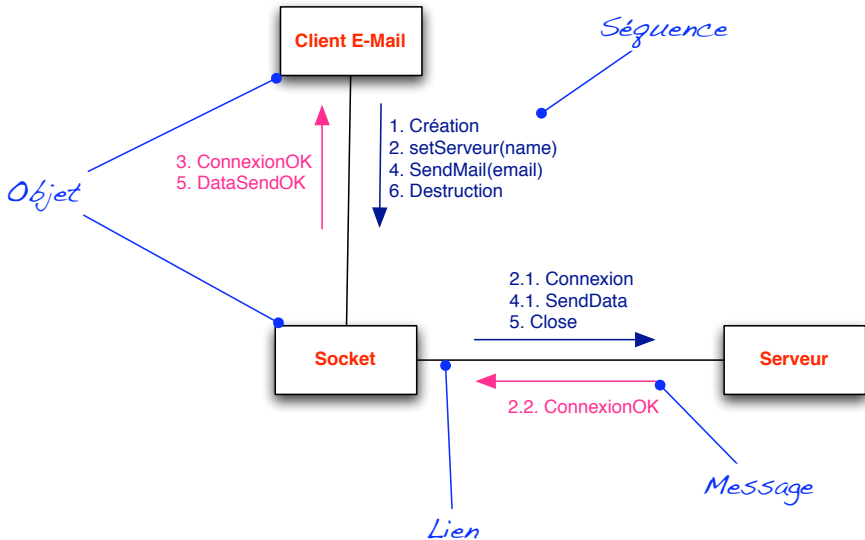 Client E-Mail
Séquence
1. Création
2. setServeur(name)
4. SendMail(email)
6. Destruction
3. ConnexionOK
5. DataSendOK
Objet
2.1. Connexion
4.1. SendData
5. Close
Socket
Serveur
2.2. ConnexionOK
Message
Lien